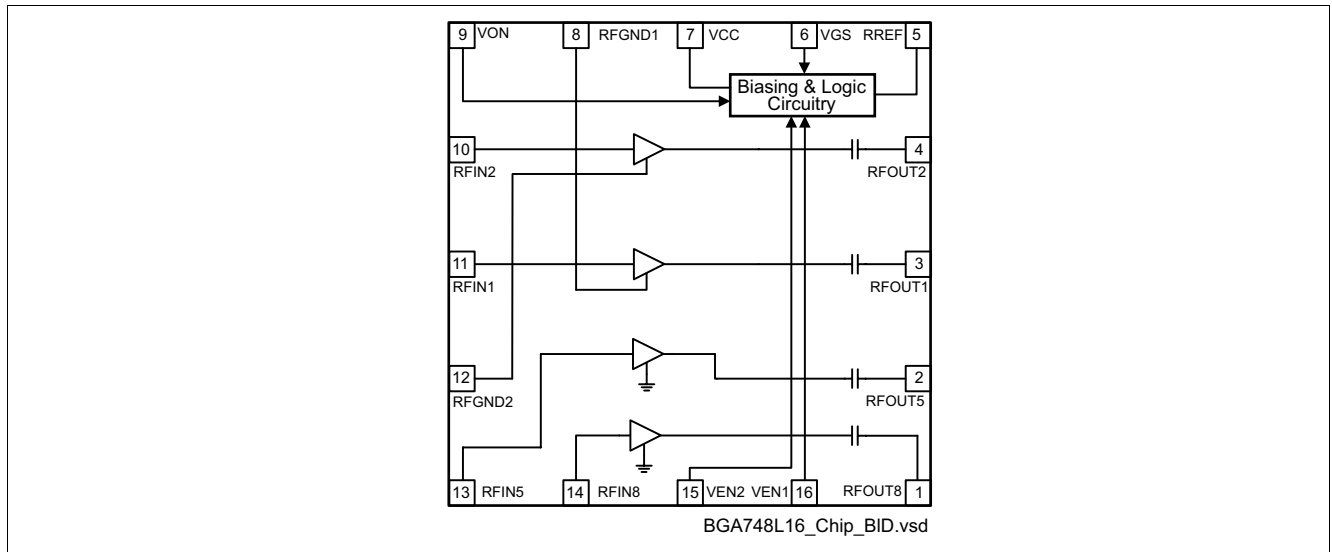 9 VON 8 RFGND1 7 VCC 6 VGS RREF 5
Biasing & Logic
Circuitry
10 4
RFIN2 RFOUT2
11 3
RFIN1 RFOUT1
12 2
RFGND2 RFOUT5
13 RFIN5 14 RFIN8 15 VEN2 VEN1 16 RFOUT8 1
BGA748L16_Chip_BID.vsd